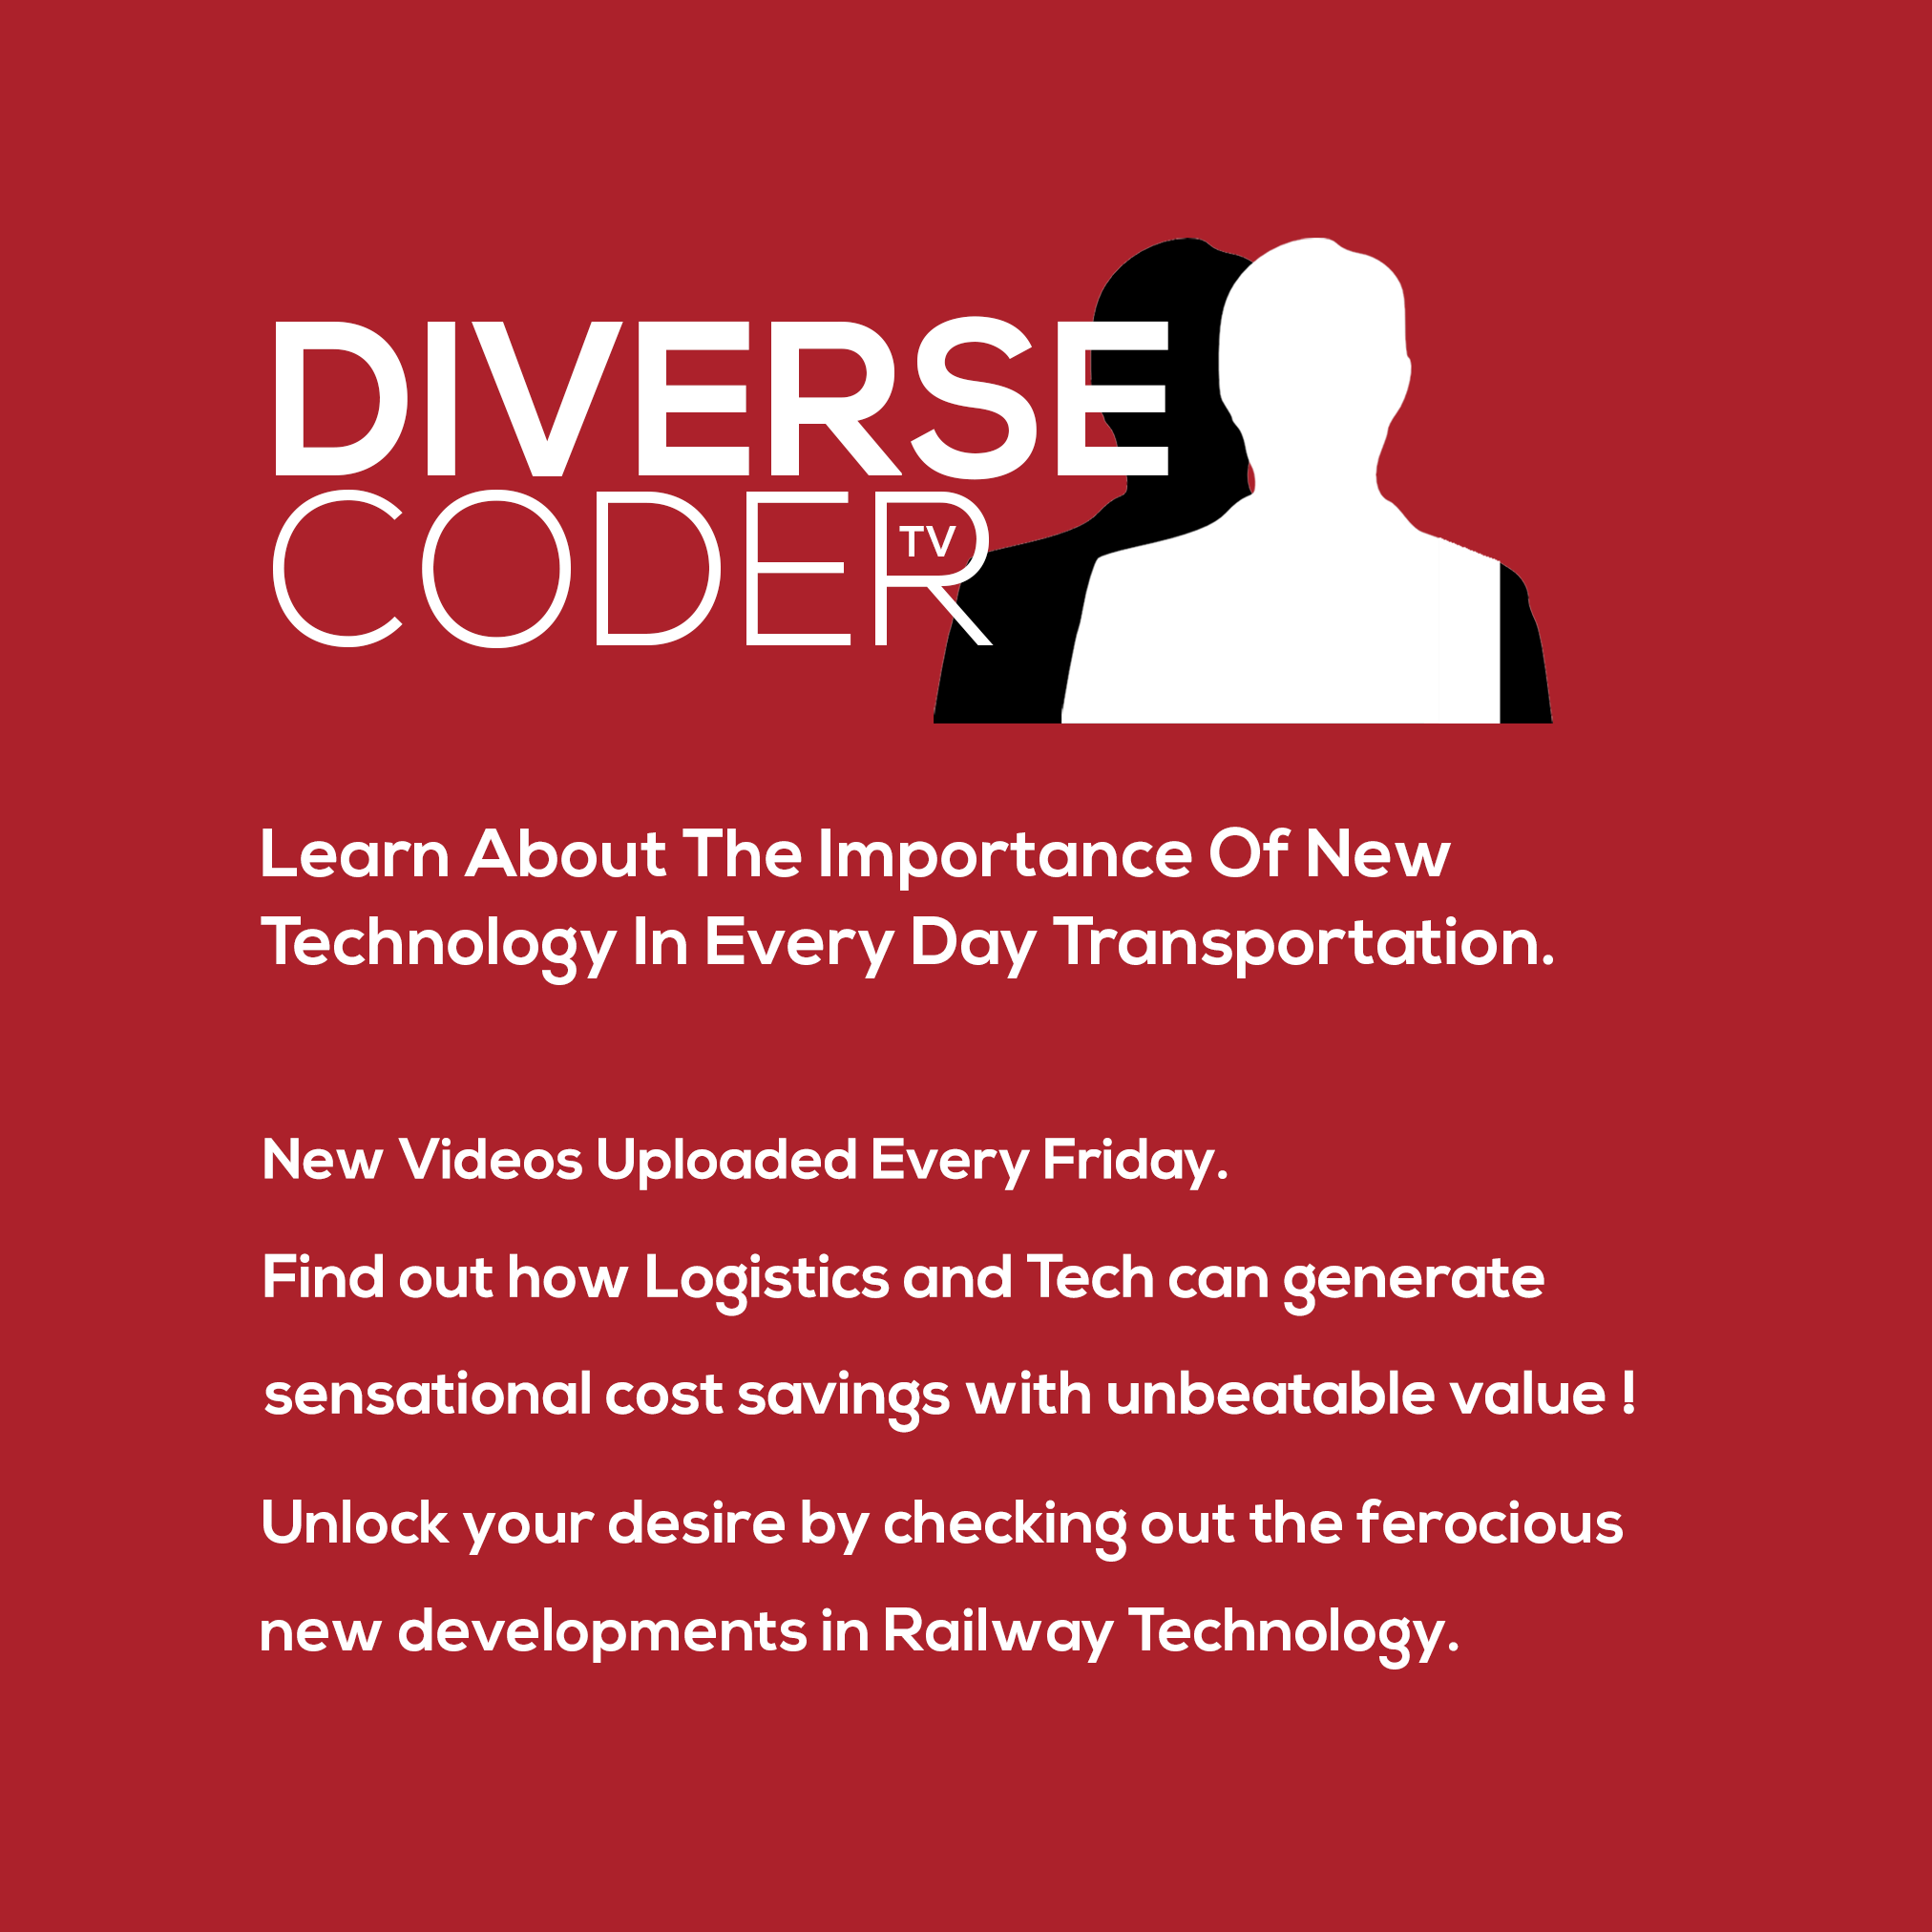 DIVERSE
CODER
TV
Learn About The Importance Of New
Technology In Every Day Transportation.
New Videos Uploaded Every Friday.
Find out how Logistics and Tech can generate
sensational cost savings with unbeatable value !
Unlock your desire by checking out the ferocious
new developments in Railway Technology.